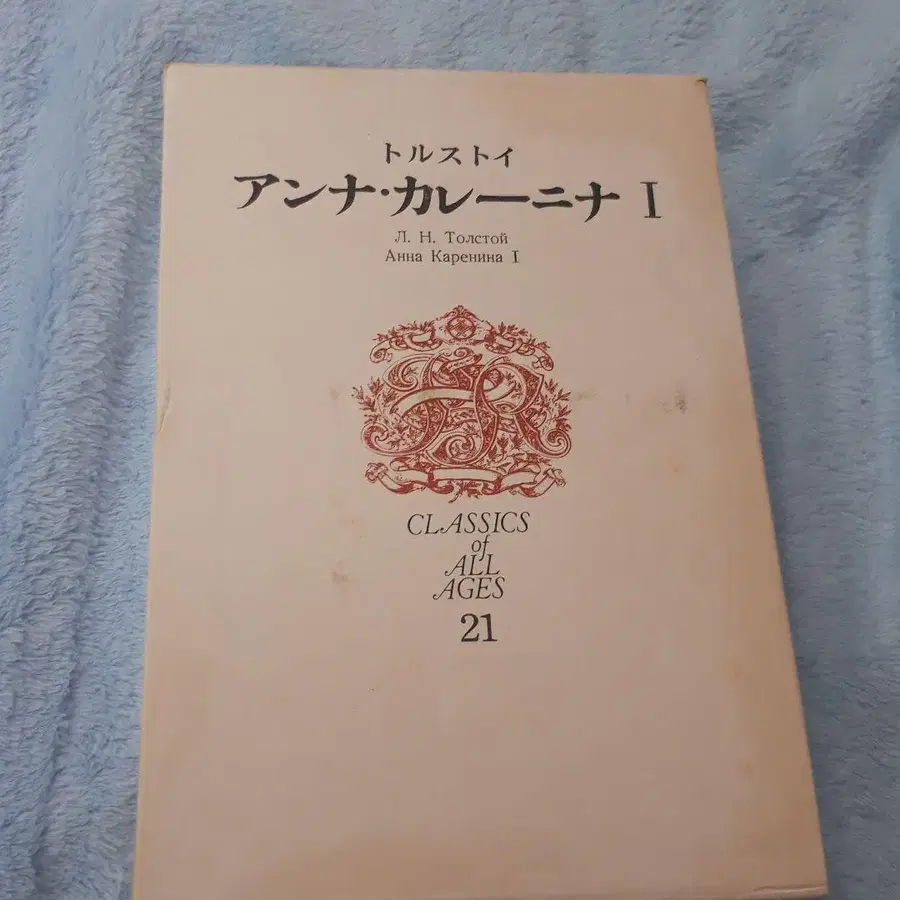 トルストイ
アンナ・カレーニナ I
Л. Н. Толстой
Анна Каренина I
CLASSICS
of
ALL
AGES
21